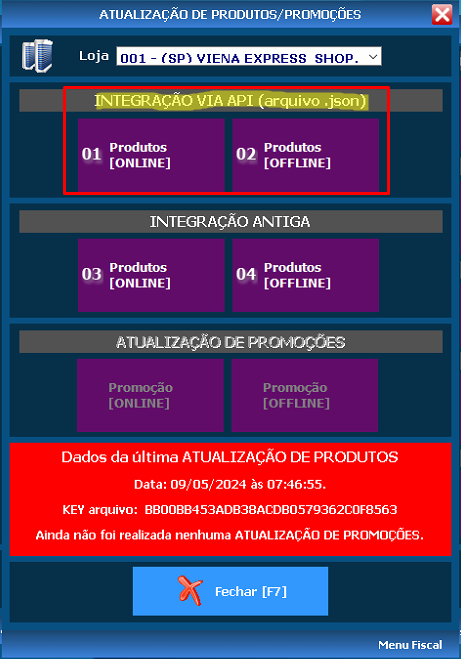 ATUALIZAÇÃO DE PRODUTOS/PROMOÇÕES
Loja 001 - (SP) VIENA EXPRESS SHOP.
INTEGRAÇÃO VIA API (arquivo .json)
01 Produtos [ONLINE]
02 Produtos [OFFLINE]
INTEGRAÇÃO ANTIGA
03 Produtos [ONLINE]
04 Produtos [OFFLINE]
ATUALIZAÇÃO DE PROMOÇÕES
Promoção [ONLINE]
Promoção [OFFLINE]
Dados da última ATUALIZAÇÃO DE PRODUTOS
Data: 09/05/2024 às 07:46:55.
KEY arquivo: BB00BB453ADB38ACDB0579362C0F8563
Ainda não foi realizada nenhuma ATUALIZAÇÃO DE PROMOÇÕES.
Fechar [F7]
Menu Fiscal